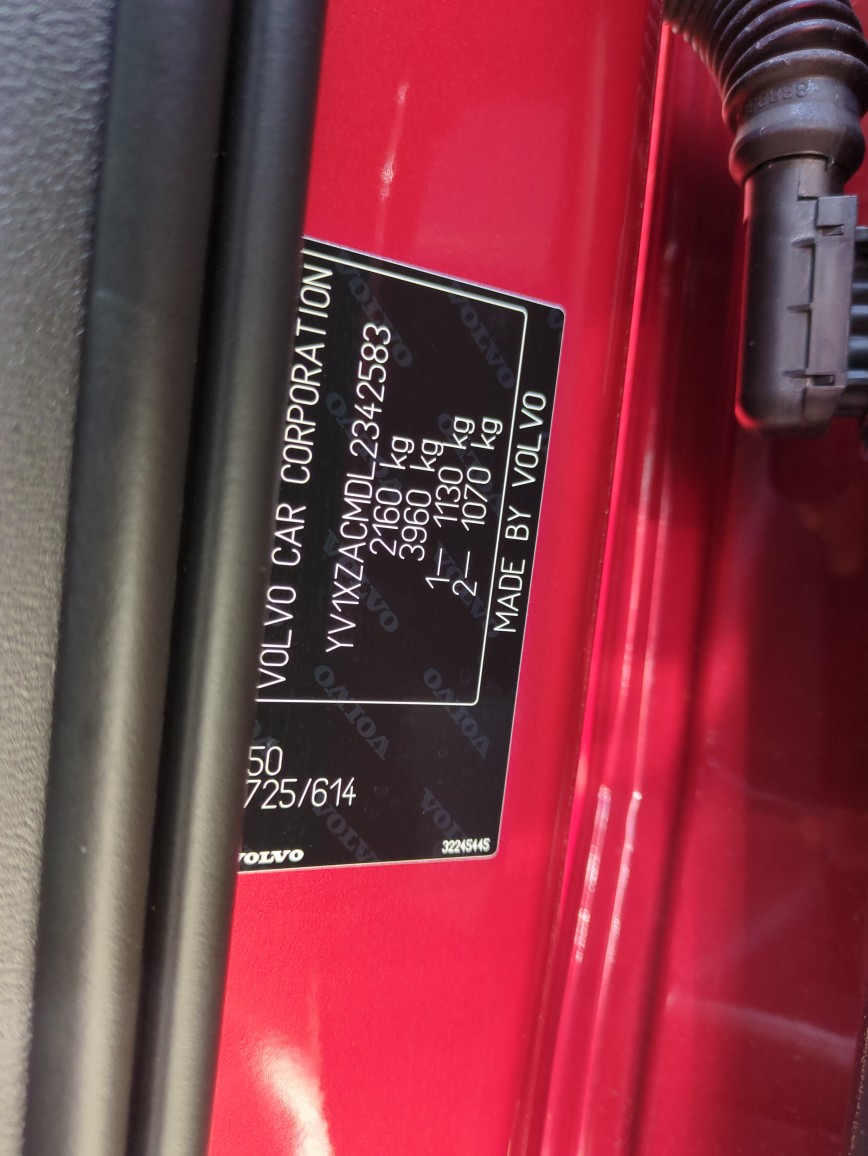 VOLVO CAR CORPORATION
YV1XZACMDL2342583
2160 kg
3960 kg
1— 1130 kg
2— 1070 kg
MADE BY VOLVO
50
725/614
VOLVO
32245445